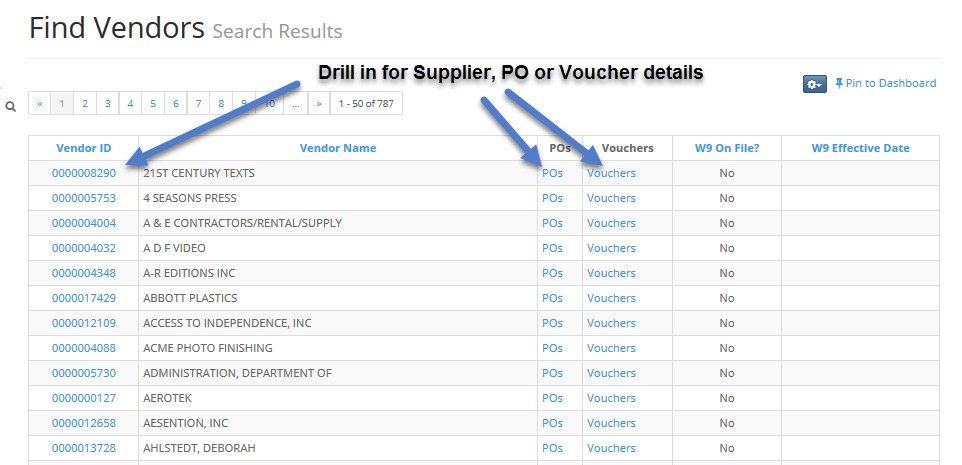 Find Vendors Search Results
Drill in for Supplier, PO or Voucher details
Pin to Dashboard
« 1 2 3 4 5 6 7 8 9 10 ... » 1 - 50 of 787
Vendor ID Vendor Name POs Vouchers W9 On File? W9 Effective Date
0000008290 21ST CENTURY TEXTS POs Vouchers No
0000005753 4 SEASONS PRESS POs Vouchers No
0000004004 A & E CONTRACTORS/RENTAL/SUPPLY POs Vouchers No
0000004032 A D F VIDEO POs Vouchers No
0000004348 A-R EDITIONS INC POs Vouchers No
0000017429 ABBOTT PLASTICS POs Vouchers No
0000012109 ACCESS TO INDEPENDENCE, INC POs Vouchers No
0000004088 ACME PHOTO FINISHING POs Vouchers No
0000005730 ADMINISTRATION, DEPARTMENT OF POs Vouchers No
0000000127 AEROTEK POs Vouchers No
0000012658 AESENTION, INC POs Vouchers No
0000013728 AHLSTEDT, DEBORAH POs Vouchers No